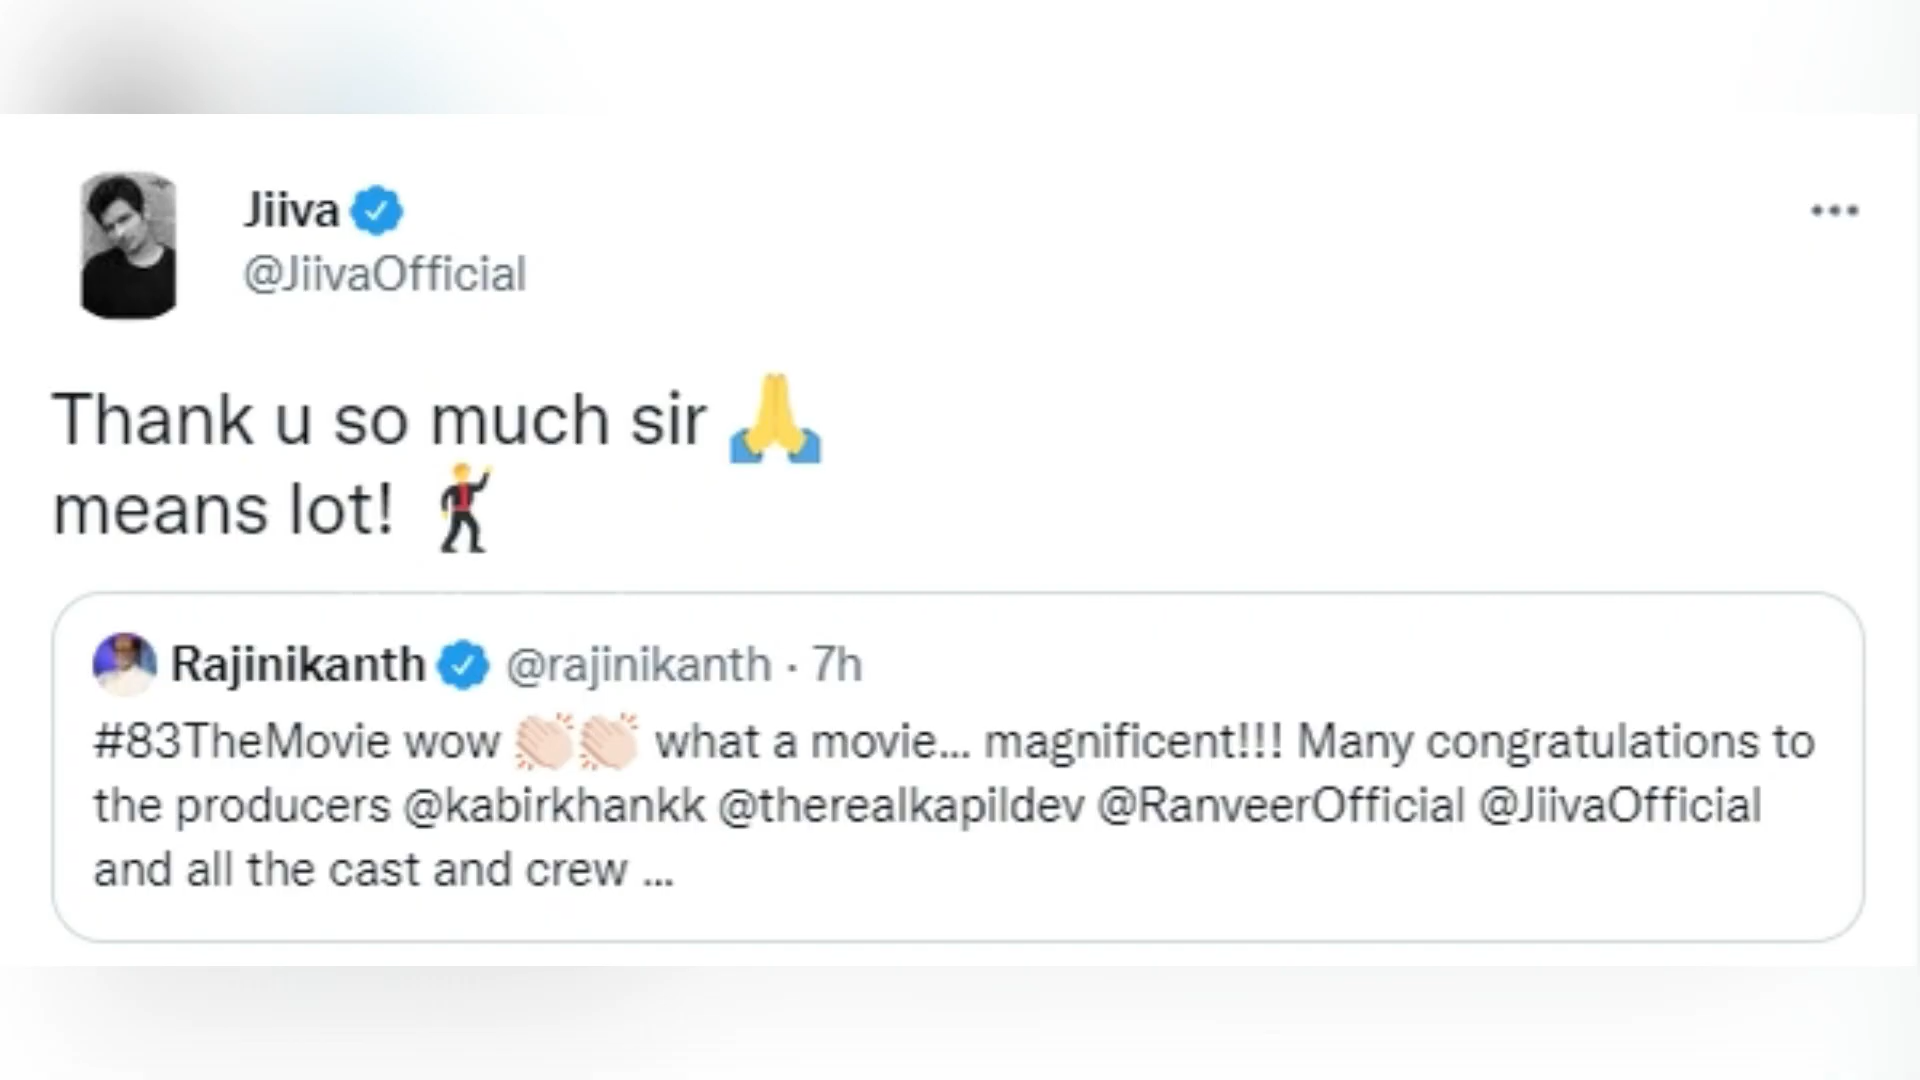 Jiiva
@JiivaOfficial
Thank u so much sir 🙏
means lot! 🕺
Rajinikanth @rajinikanth · 7h
#83TheMovie wow 👏🏻👏🏻 what a movie... magnificent!!! Many congratulations to
the producers @kabirkhankk @therealkapildev @RanveerOfficial @JiivaOfficial
and all the cast and crew ...